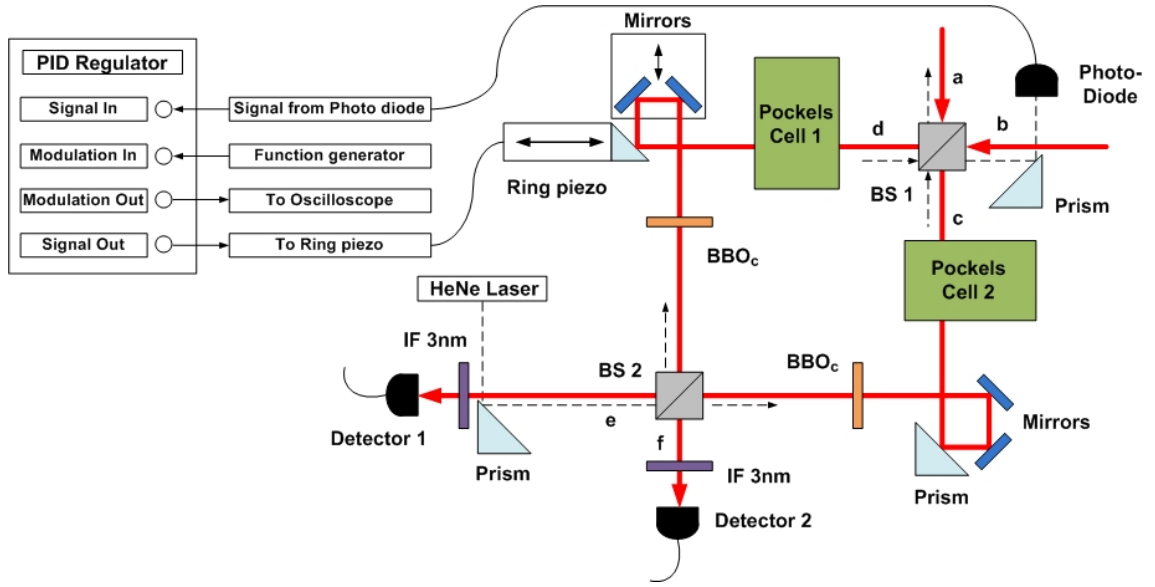 PID Regulator
Signal In
Modulation In
Modulation Out
Signal Out
Signal from Photo diode
Function generator
To Oscilloscope
To Ring piezo
Mirrors
Ring piezo
Pockels
Cell 1
a
b
d
c
BS 1
Photo-
Diode
Prism
BBOc
Pockels
Cell 2
HeNe Laser
IF 3nm
BS 2
BBOc
Detector 1
Prism
e
f
IF 3nm
Detector 2
Mirrors
Prism